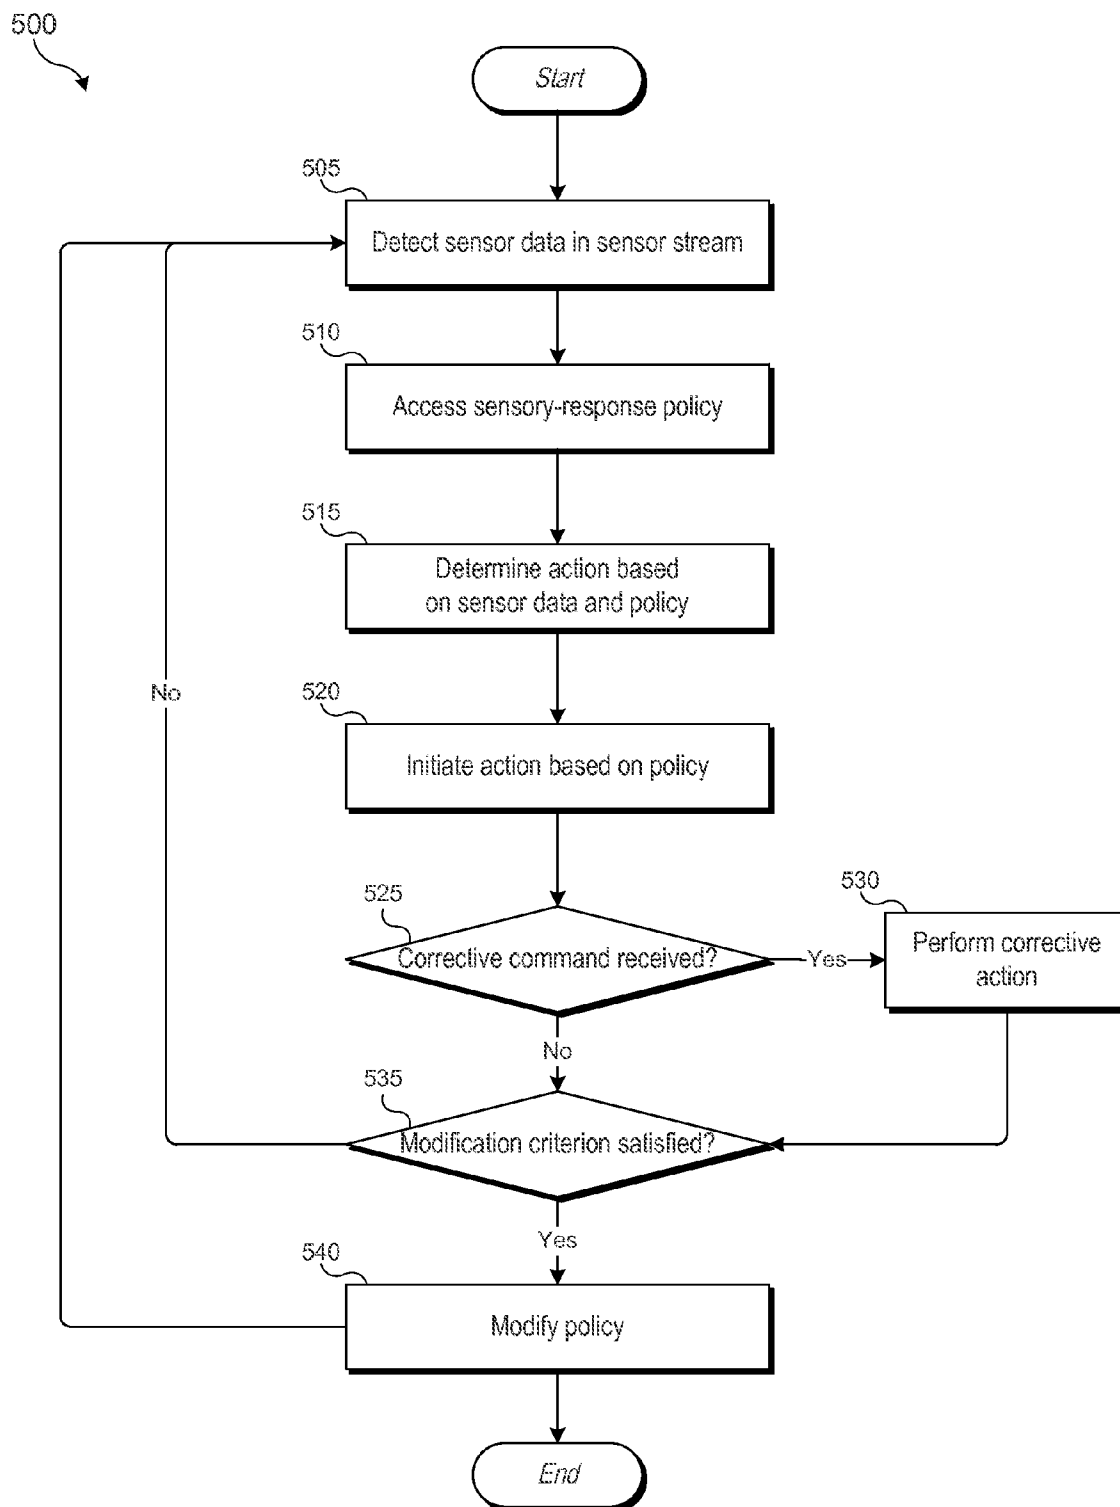 500
Start
505
Detect sensor data in sensor stream
510
Access sensory-response policy
515
Determine action based
on sensor data and policy
520
Initiate action based on policy
No
525
Corrective command received?
Yes
530
Perform corrective
action
No
535
Modification criterion satisfied?
Yes
540
Modify policy
End